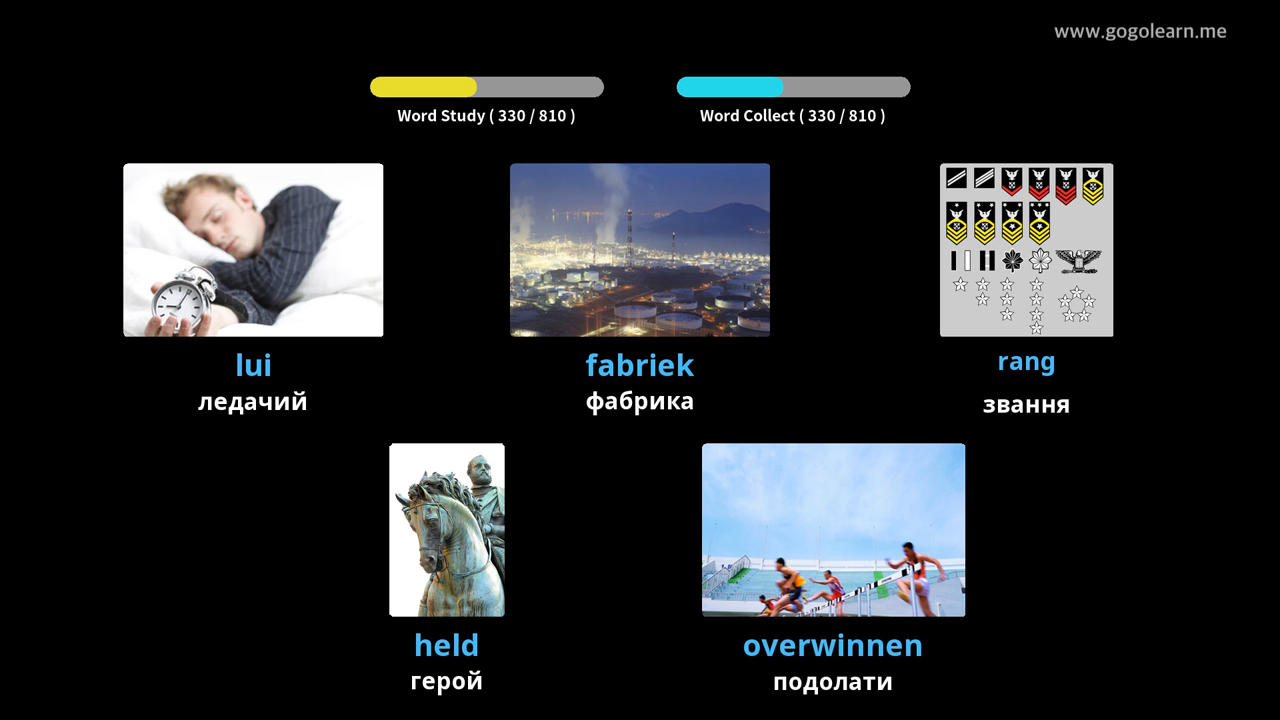 www.gogolearn.me
Word Study ( 330 / 810 )
Word Collect ( 330 / 810 )
lui
ледачий
fabriek
фабрика
rang
звання
held
герой
overwinnen
подолати